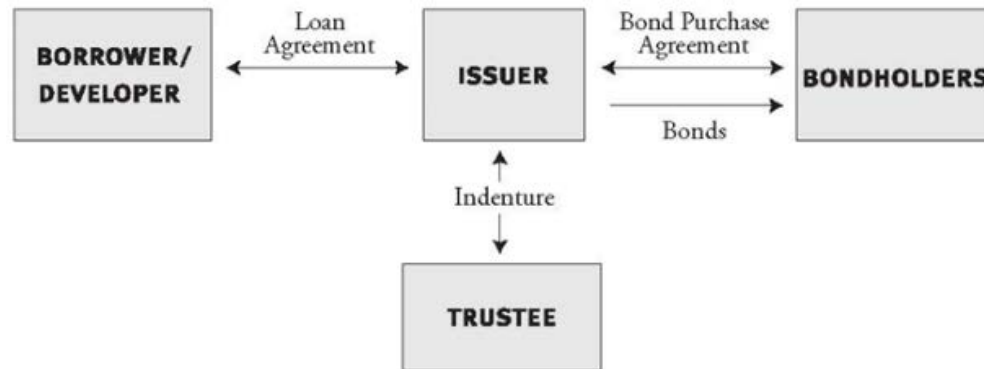 Loan
Agreement
Bond Purchase
Agreement
BORROWER/
DEVELOPER
ISSUER
BONDHOLDERS
Bonds
Indenture
TRUSTEE